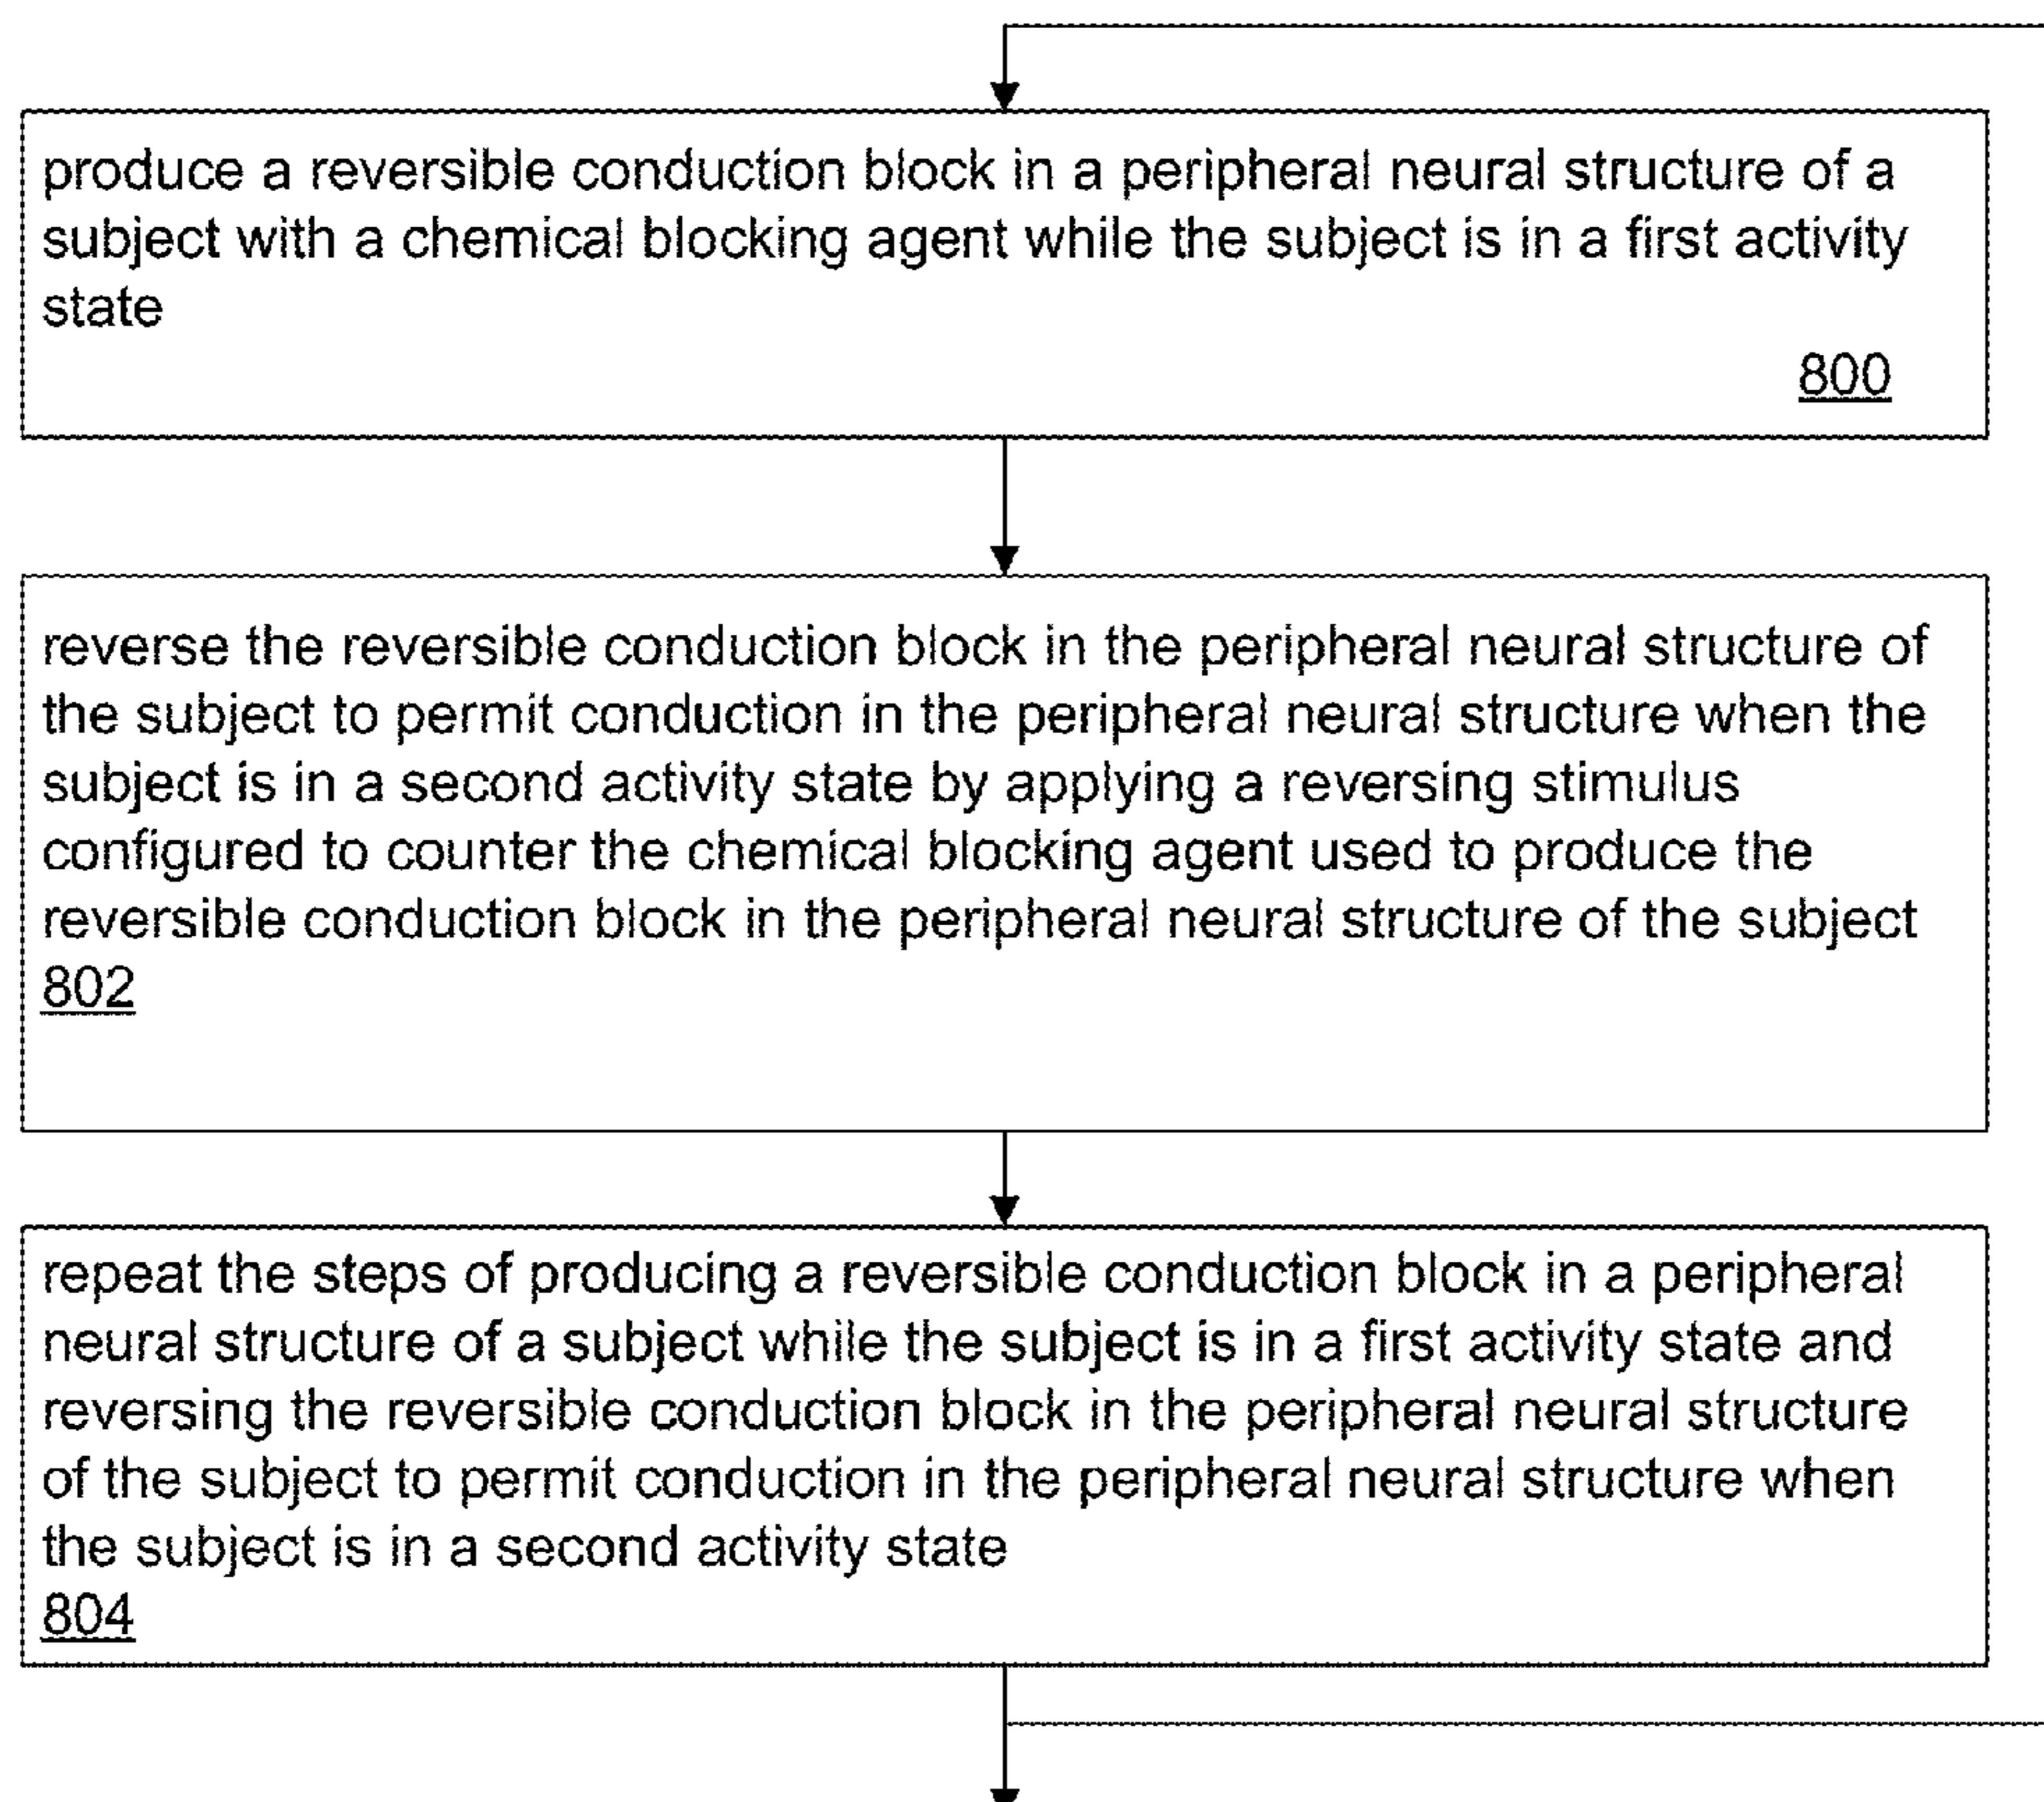 produce a reversible conduction block in a peripheral neural structure of a
subject with a chemical blocking agent while the subject is in a first activity
state
800
reverse the reversible conduction block in the peripheral neural structure of
the subject to permit conduction in the peripheral neural structure when the
subject is in a second activity state by applying a reversing stimulus
configured to counter the chemical blocking agent used to produce the
reversible conduction block in the peripheral neural structure of the subject
802
repeat the steps of producing a reversible conduction block in a peripheral
neural structure of a subject while the subject is in a first activity state and
reversing the reversible conduction block in the peripheral neural structure
of the subject to permit conduction in the peripheral neural structure when
the subject is in a second activity state
804